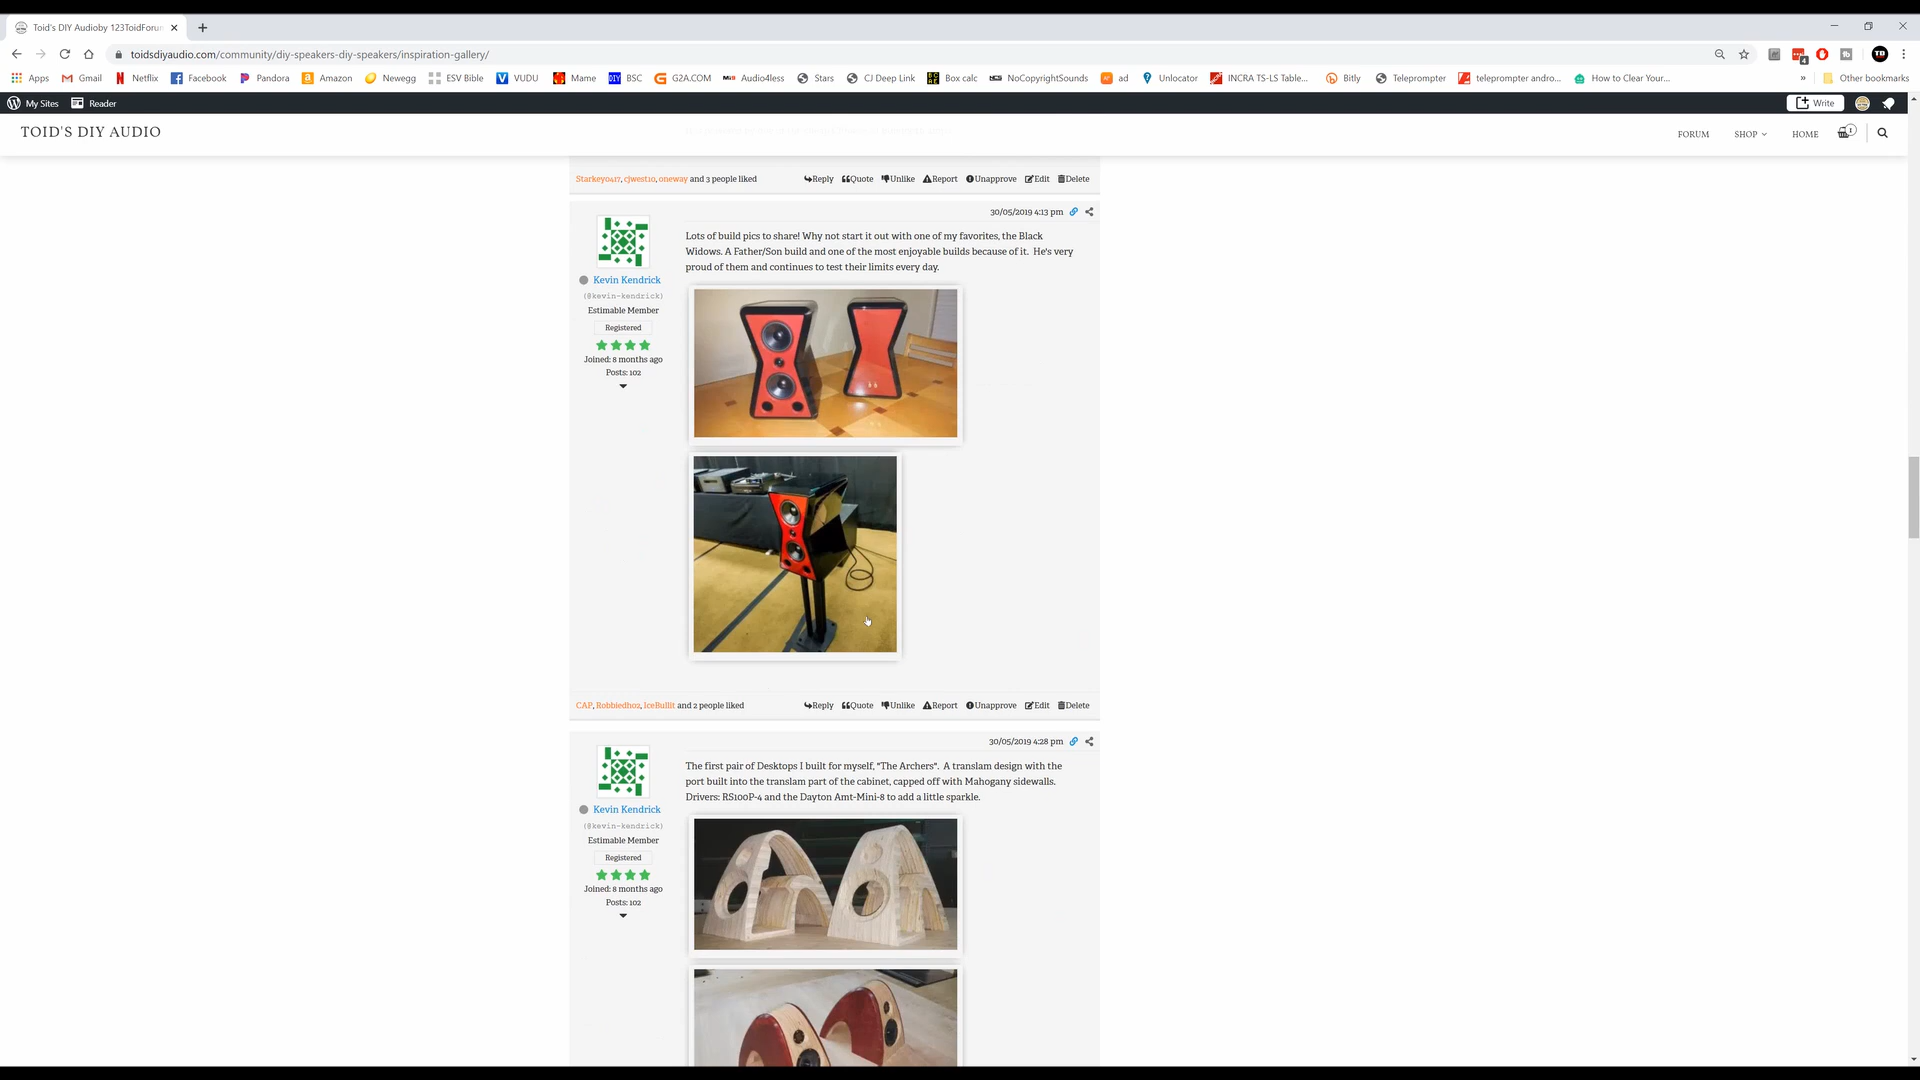 Toid's DIY Audioby 123ToidForu
toidsdiyaudio.com/community/diy-speakers-diy-speakers/inspiration-gallery/
Apps Gmail Netflix Facebook Pandora Amazon Newegg ESV Bible VUDU Mame BSC G2A.COM Audio4less Stars CJ Deep Link Box calc NoCopyrightSounds ad Unlocator INCRA TS-LS Table... Bitly Teleprompter teleprompter andro... How to Clear Your... » Other bookmarks
My Sites Reader Write
TOID'S DIY AUDIO FORUM SHOP HOME 1
Starkey0417, cjwest10, oneway and 3 people liked Reply Quote Unlike Report Unapprove Edit Delete
30/05/2019 4:13 pm
Lots of build pics to share! Why not start it out with one of my favorites, the Black
Widows. A Father/Son build and one of the most enjoyable builds because of it. He's very
proud of them and continues to test their limits every day.
Kevin Kendrick
(@kevin-kendrick)
Estimable Member
Registered
Joined: 8 months ago
Posts: 102
CAP, Robbiedho2, IceBullit and 2 people liked Reply Quote Unlike Report Unapprove Edit Delete
30/05/2019 4:28 pm
The first pair of Desktops I built for myself, "The Archers". A translam design with the
port built into the translam part of the cabinet, capped off with Mahogany sidewalls.
Drivers: RS100P-4 and the Dayton Amt-Mini-8 to add a little sparkle.
Kevin Kendrick
(@kevin-kendrick)
Estimable Member
Registered
Joined: 8 months ago
Posts: 102